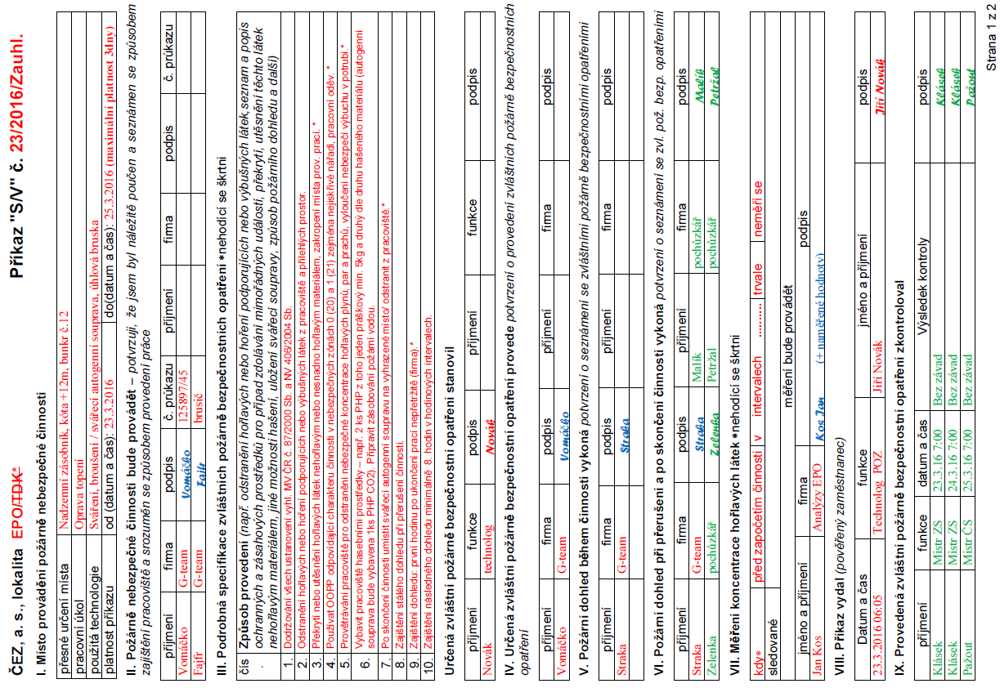 ČEZ, a. s., lokalita EPO/TDK* Příkaz "S/V" č. 23/2016/Zauhl.
I. Místo provádění požárně nebezpečné činnosti
přesné určení místa Nadzemní zásobník, kóta +12m, bunkr č.12
pracovní úkol Oprava topení
použitá technologie Sváření, broušení / svářecí autogenní souprava, úhlová bruska
platnost příkazu od (datum a čas): 23.3.2016 do(datum a čas): 25.3.2016 (maximální platnost 3dny)
II. Požárně nebezpečné činnosti bude provádět – potvrzuji, že jsem byl náležitě poučen a seznámen se způsobem
zajištění pracoviště a srozuměn se způsobem provedení práce
příjmení firma podpis č. průkazu příjmení firma podpis č. průkazu
Vomáčko G-team Vomáčko 125897/45
Fajfr G-team Fajfr brusič
III. Podrobná specifikace zvláštních požárně bezpečnostních opatření *nehodící se škrtni
čís. Způsob provedení (např. odstranění hořlavých nebo hoření podporujících nebo výbušných látek, seznam a popis
ochranných a zásahových prostředků pro případ zdolávání mimořádných událostí, překrytí, utěsnění těchto látek
nehořlavým materiálem, jiné možnosti hašení, uložení svářecí soupravy, způsob požárního dohledu a další)
1. Dodržování všech ustanovení vyhl. MV ČR č. 87/2000 Sb. a NV 406/2004 Sb.
2. Odstranění hořlavých nebo hoření podporujících nebo výbušných látek z pracoviště a přilehlých prostor.
3. Překrytí nebo utěsnění hořlavých látek nehořlavým nebo nesnadno hořlavým materiálem, zakropení místa prov. prací. *
4. Používat OOPP odpovídající charakteru činnosti v nebezpečných zónách 0 (20) a 1 (21) zejména nejiskřivé nářadí, pracovní oděv. *
5. Provětrávání pracoviště pro odstranění nebezpečné koncentrace hořlavých plynů, par a prachů, vyloučení nebezpečí výbuchu v potrubí.*
6. Vybavit pracoviště hasebními prostředky – např. 2 ks PHP z toho jeden práškový min. 5kg a druhý dle druhu hašeného materiálu (autogenní
souprava bude vybavena 1ks PHP CO2). Připravit zásobování požární vodou.
7. Po skončení činnosti umístit svářecí autogenní soupravu na vyhrazené místo/ odstranit z pracoviště.*
8. Zajištění stálého dohledu při přerušení činnosti.
9. Zajištění dohledu: první hodinu po ukončení prací nepřetržitě (firma).*
10. Zajištění následného dohledu minimálně 8. hodin v hodinových intervalech.
Určená zvláštní požárně bezpečnostní opatření stanovil
příjmení funkce podpis příjmení funkce podpis
Novák technolog Novák
IV. Určená zvláštní požárně bezpečnostní opatření provede potvrzení o provedení zvláštních požárně bezpečnostních
opatření
příjmení firma podpis příjmení firma podpis
Vomáčko G-team Vomáčko
V. Požární dohled během činnosti vykoná potvrzení o seznámení se zvláštními požárně bezpečnostními opatřeními
příjmení firma podpis příjmení firma podpis
Straka G-team Straka
VI. Požární dohled při přerušení a po skončení činnosti vykoná potvrzení o seznámení se zvl. pož. bezp. opatřeními
příjmení firma podpis příjmení firma podpis
Straka G-team Straka Malík pochůzkář Malík
Zelenka pochůzkář Zelenka Petržal pochůzkář Petržal
VII. Měření koncentrace hořlavých látek *nehodící se škrtni
kdy* před započetím činnosti v intervalech ........... trvale neměří se
sledované
měření bude provádět
jméno a příjmení firma podpis
Jan Kos Analýzy EPO Kos Jan (+ naměřené hodnoty)
VIII. Příkaz vydal (pověřený zaměstnanec)
Datum a čas funkce jméno a příjmení podpis
23.3.2016 06:05 Technolog POZ Jiří Novák Jiří Novák
IX. Provedená zvláštní požárně bezpečnostní opatření zkontroloval
příjmení funkce datum a čas Výsledek kontroly podpis
Klásek Mistr ZS 23.3.16 7:00 Bez závad Klásek
Klásek Mistr ZS 24.3.16 7:00 Bez závad Klásek
Pažout Mistr ČS 25.3.16 7:00 Bez závad Pažout
Strana 1 z 2